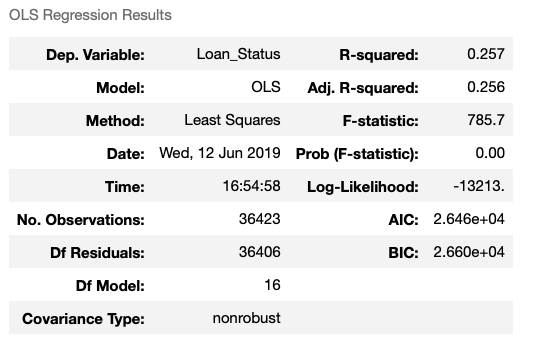 OLS Regression Results
Dep. Variable: Loan_Status R-squared: 0.257
Model: OLS Adj. R-squared: 0.256
Method: Least Squares F-statistic: 785.7
Date: Wed, 12 Jun 2019 Prob (F-statistic): 0.00
Time: 16:54:58 Log-Likelihood: -13213.
No. Observations: 36423 AIC: 2.646e+04
Df Residuals: 36406 BIC: 2.660e+04
Df Model: 16
Covariance Type: nonrobust